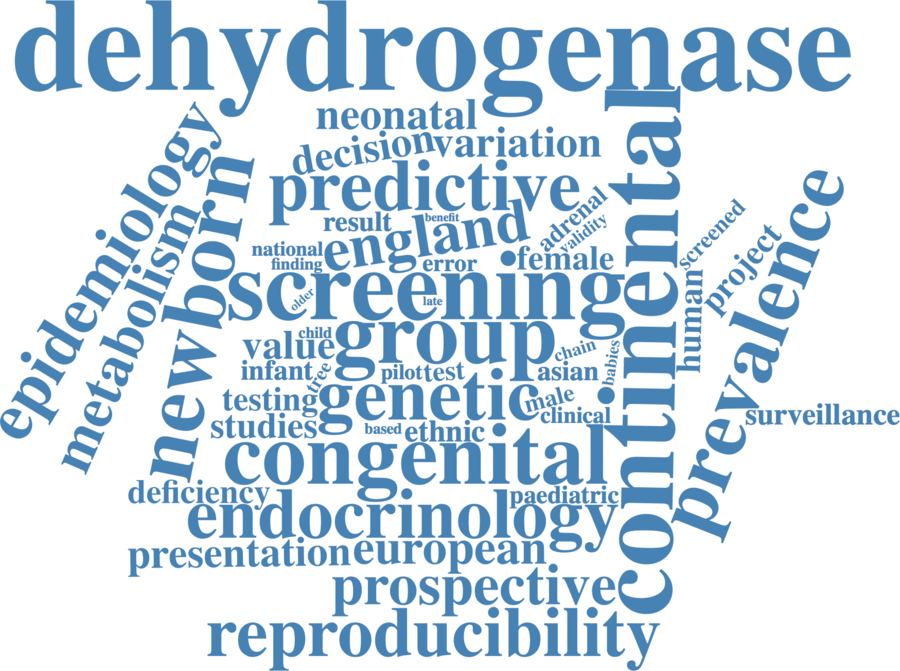 dehydrogenase
neonatal
decision
variation
predictive
result
benefit
adrenal
validity
national
england
finding
error
female
screening
older
late
group
child
value
chain
infant
tree
pilot
test
asian
babies
testing
genetic
male
clinical
studies
based
ethnic
congenital
deficiency
paediatric
endocrinology
presentation
european
prospective
reproducibility
epidemiology
metabolism
newborn
continental
screened
project
human
prevalence
surveillance